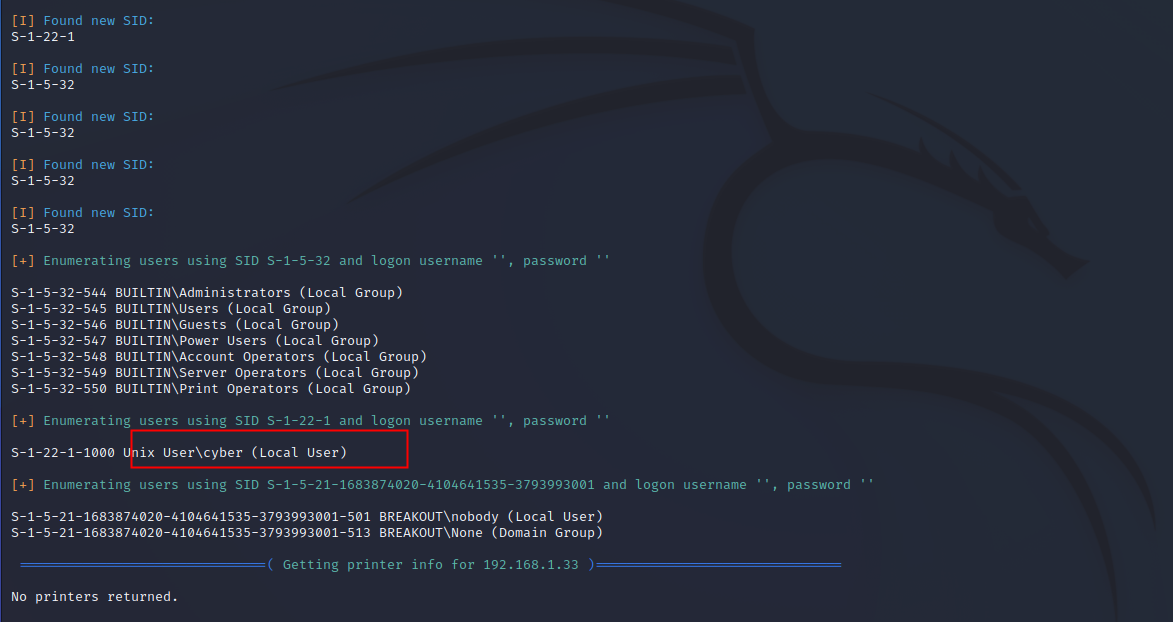 [I] Found new SID:
S-1-22-1
[I] Found new SID:
S-1-5-32
[I] Found new SID:
S-1-5-32
[I] Found new SID:
S-1-5-32
[I] Found new SID:
S-1-5-32
[+] Enumerating users using SID S-1-5-32 and logon username '', password ''
S-1-5-32-544 BUILTIN\Administrators (Local Group)
S-1-5-32-545 BUILTIN\Users (Local Group)
S-1-5-32-546 BUILTIN\Guests (Local Group)
S-1-5-32-547 BUILTIN\Power Users (Local Group)
S-1-5-32-548 BUILTIN\Account Operators (Local Group)
S-1-5-32-549 BUILTIN\Server Operators (Local Group)
S-1-5-32-550 BUILTIN\Print Operators (Local Group)
[+] Enumerating users using SID S-1-22-1 and logon username '', password ''
S-1-22-1-1000 Unix User\cyber (Local User)
[+] Enumerating users using SID S-1-5-21-1683874020-4104641535-3793993001 and logon username '', password ''
S-1-5-21-1683874020-4104641535-3793993001-501 BREAKOUT\nobody (Local User)
S-1-5-21-1683874020-4104641535-3793993001-513 BREAKOUT\None (Domain Group)
===============================( Getting printer info for 192.168.1.33 )===============================
No printers returned.